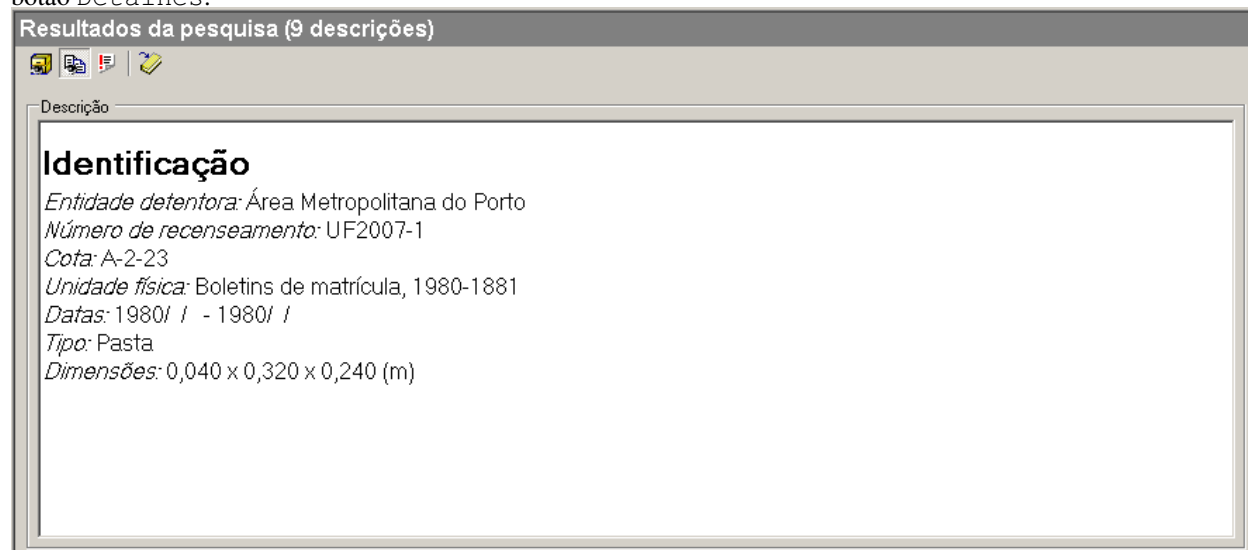 botão Detalhes.
Resultados da pesquisa (9 descrições)
Descrição
Identificação
Entidade detentora: Área Metropolitana do Porto
Número de recenseamento: UF2007-1
Cota: A-2-23
Unidade física: Boletins de matrícula, 1980-1881
Datas: 1980/ / - 1980/ /
Tipo: Pasta
Dimensões: 0,040 x 0,320 x 0,240 (m)